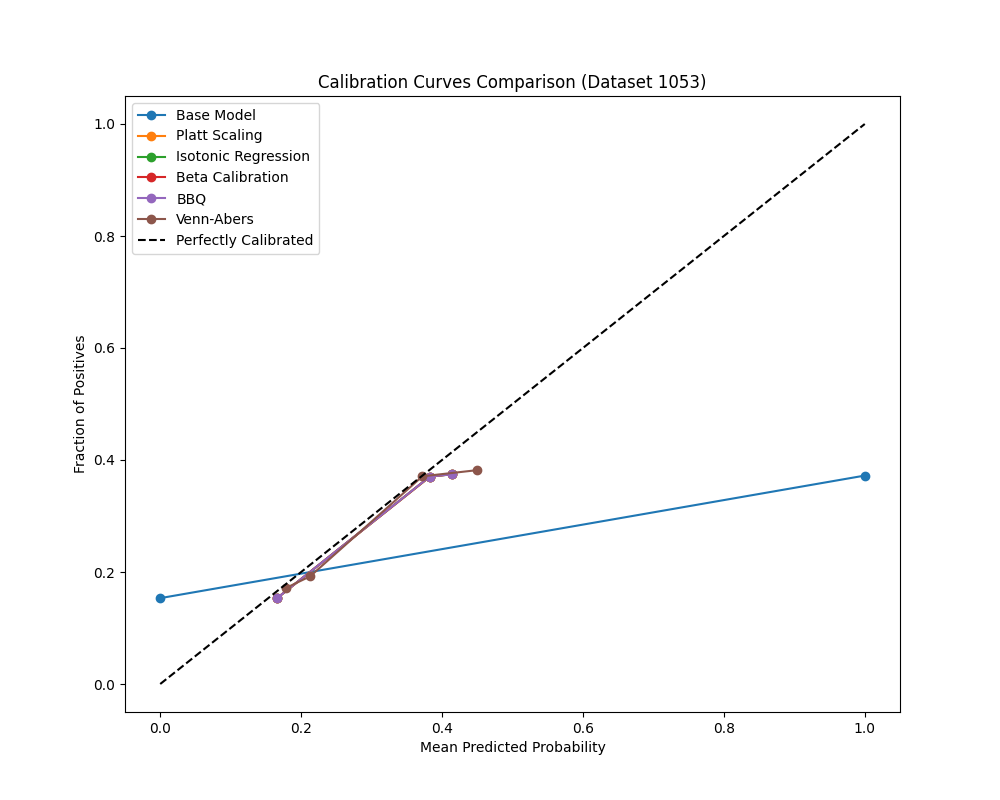 Calibration Curves Comparison (Dataset 1053)
Base Model
Platt Scaling
Isotonic Regression
Beta Calibration
BBQ
Venn-Abers
Perfectly Calibrated
1.0
0.8
0.6
0.4
0.2
0.0
Fraction of Positives
0.0 0.2 0.4 0.6 0.8 1.0
Mean Predicted Probability